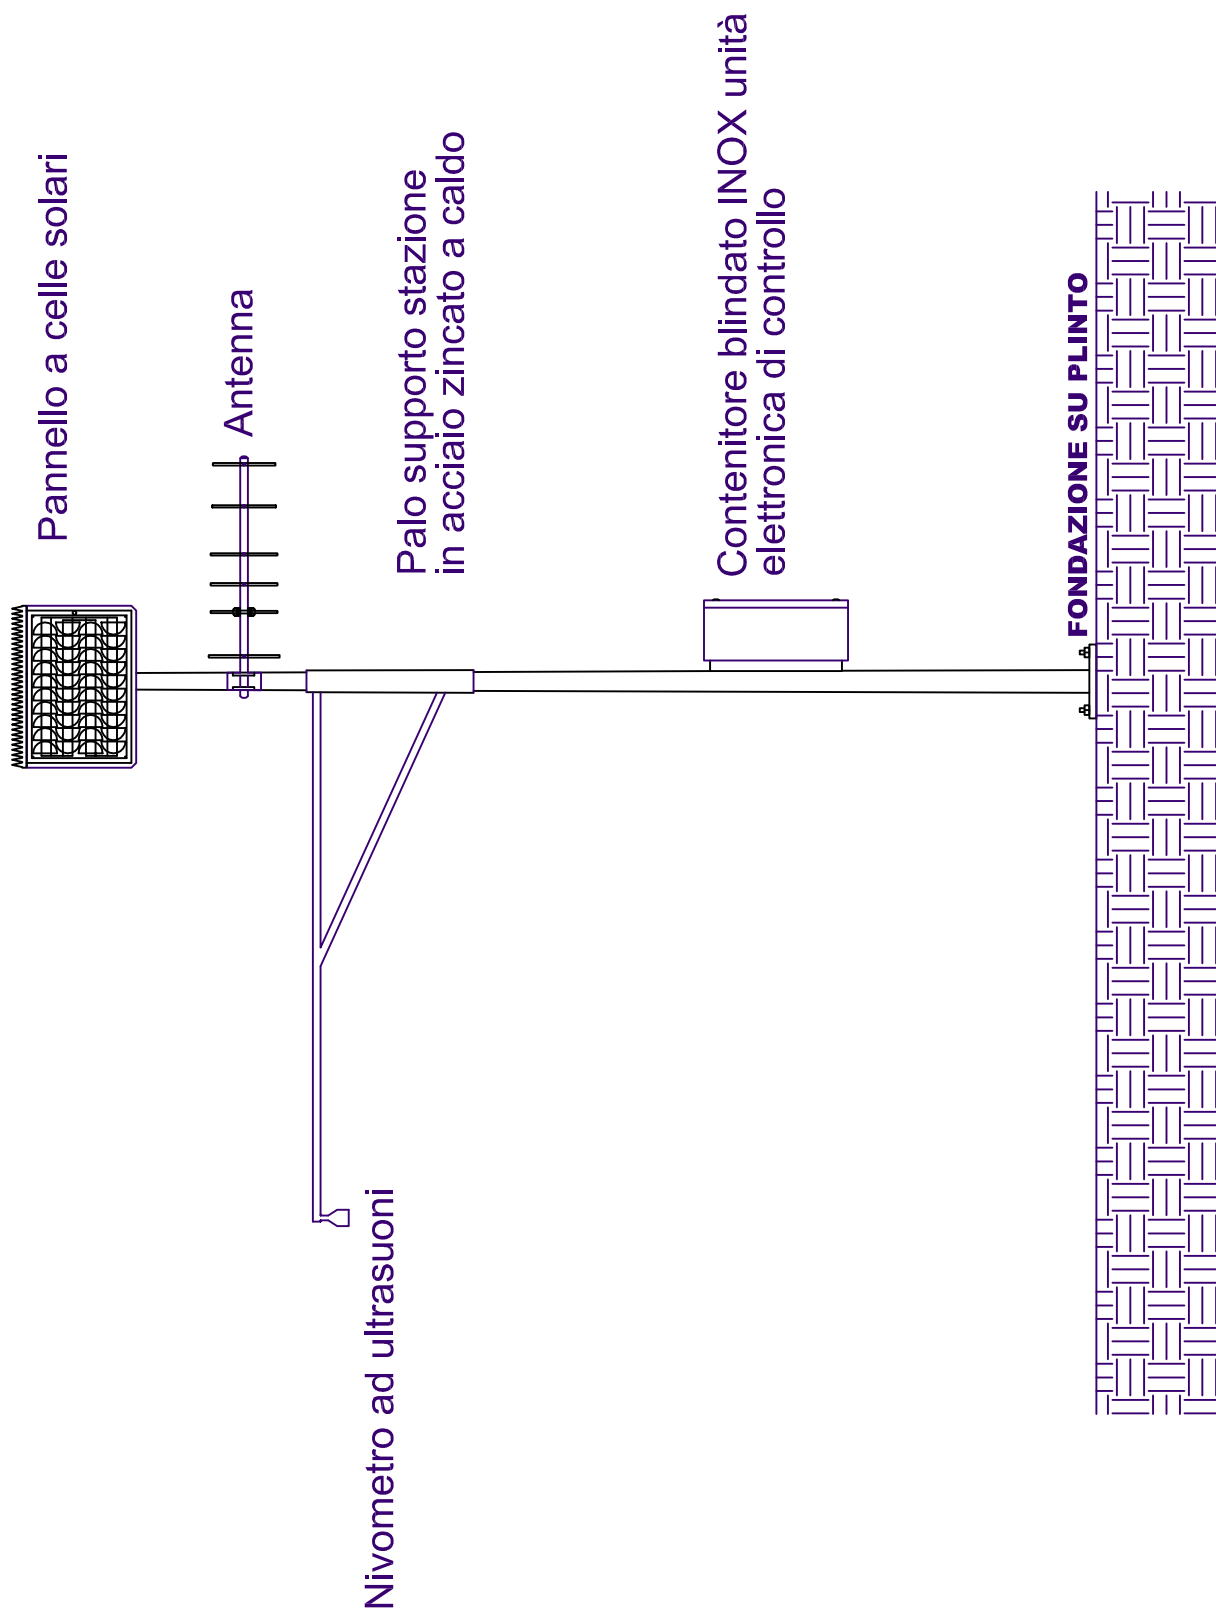 Pannello a celle solari
Antenna
Palo supporto stazione
in acciaio zincato a caldo
Nivometro ad ultrasuoni
Contenitore blindato INOX unità
elettronica di controllo
FONDAZIONE SU PLINTO